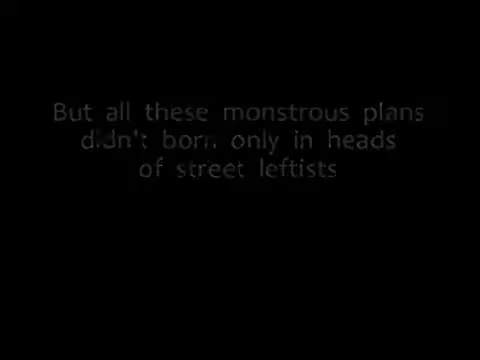 But all these monstrous plans
didn't born only in heads
of street leftists